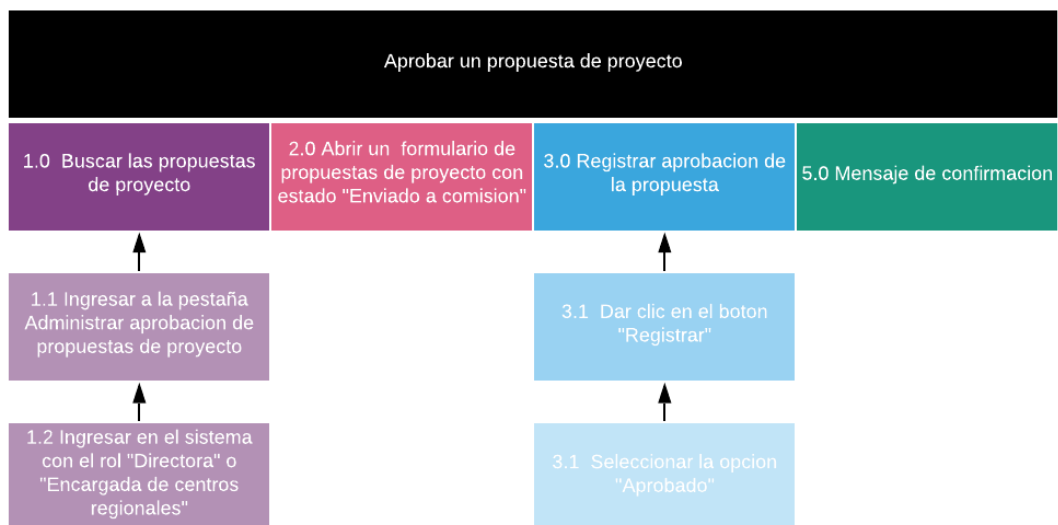 Aprobar un propuesta de proyecto
1.0 Buscar las propuestas
de proyecto
2.0 Abrir un formulario de
propuestas de proyecto con
estado "Enviado a comision"
3.0 Registrar aprobacion de
la propuesta
5.0 Mensaje de confirmacion
1.1 Ingresar a la pestaña
Administrar aprobacion de
propuestas de proyecto
3.1 Dar clic en el boton
"Registrar"
1.2 Ingresar en el sistema
con el rol "Directora" o
"Encargada de centros
regionales"
3.1 Seleccionar la opcion
"Aprobado"